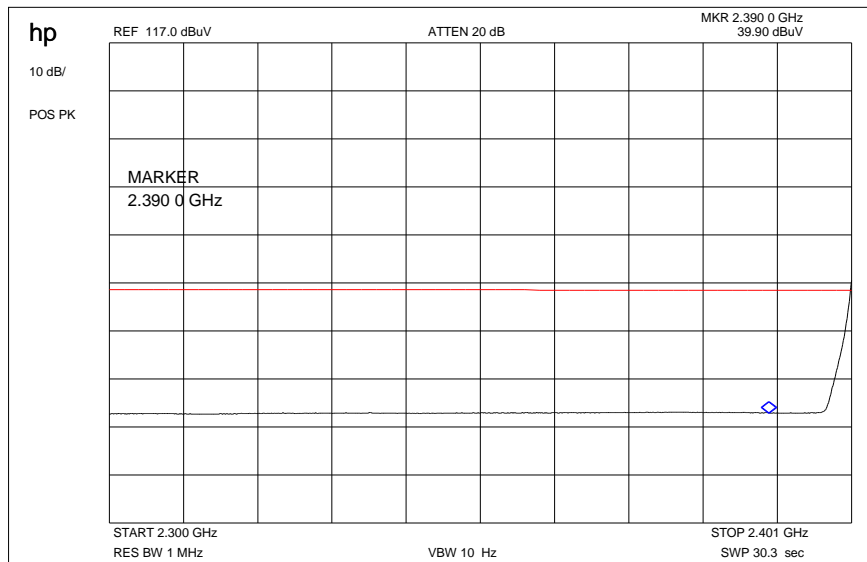 hp
REF 117.0 dBuV
ATTEN 20 dB
MKR 2.390 0 GHz
39.90 dBuV
10 dB/
POS PK
MARKER
2.390 0 GHz
START 2.300 GHz
STOP 2.401 GHz
RES BW 1 MHz
VBW 10 Hz
SWP 30.3 sec